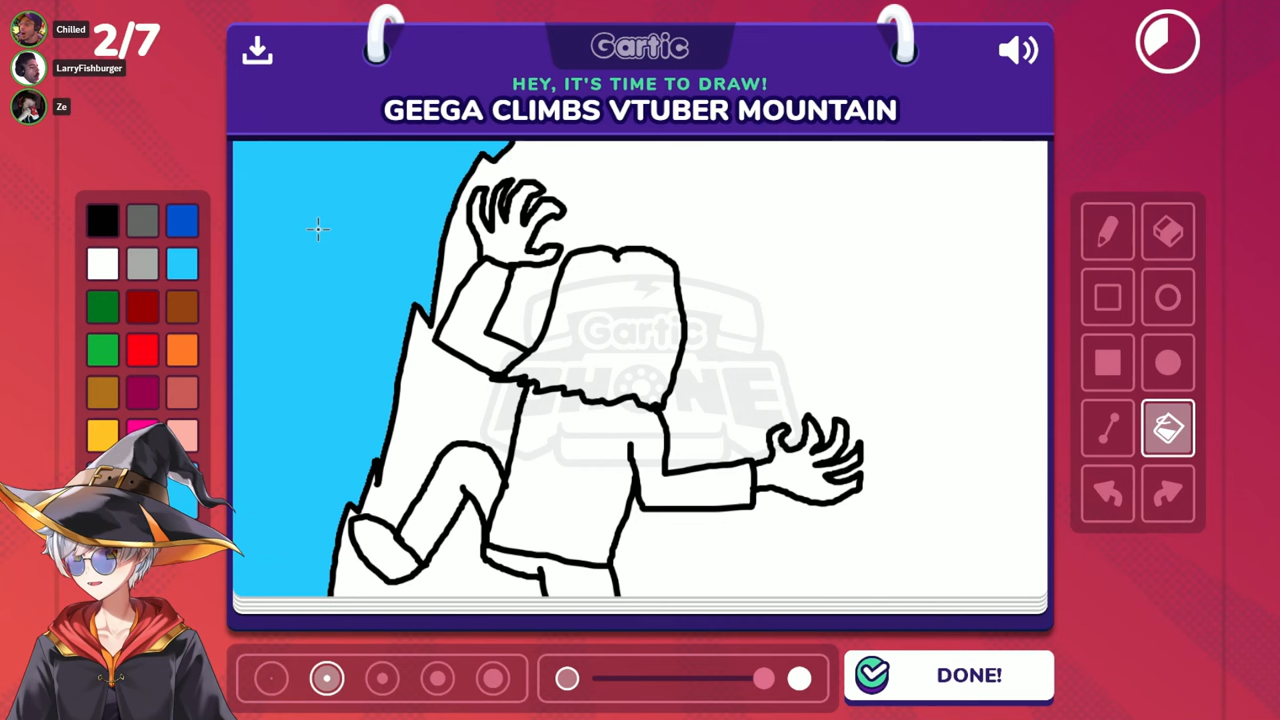 Chilled
2/7
LarryFishburger
Ze
Gartic
HEY, IT'S TIME TO DRAW!
GEEGA CLIMBS VTUBER MOUNTAIN
Gartic
PHONE
DONE!